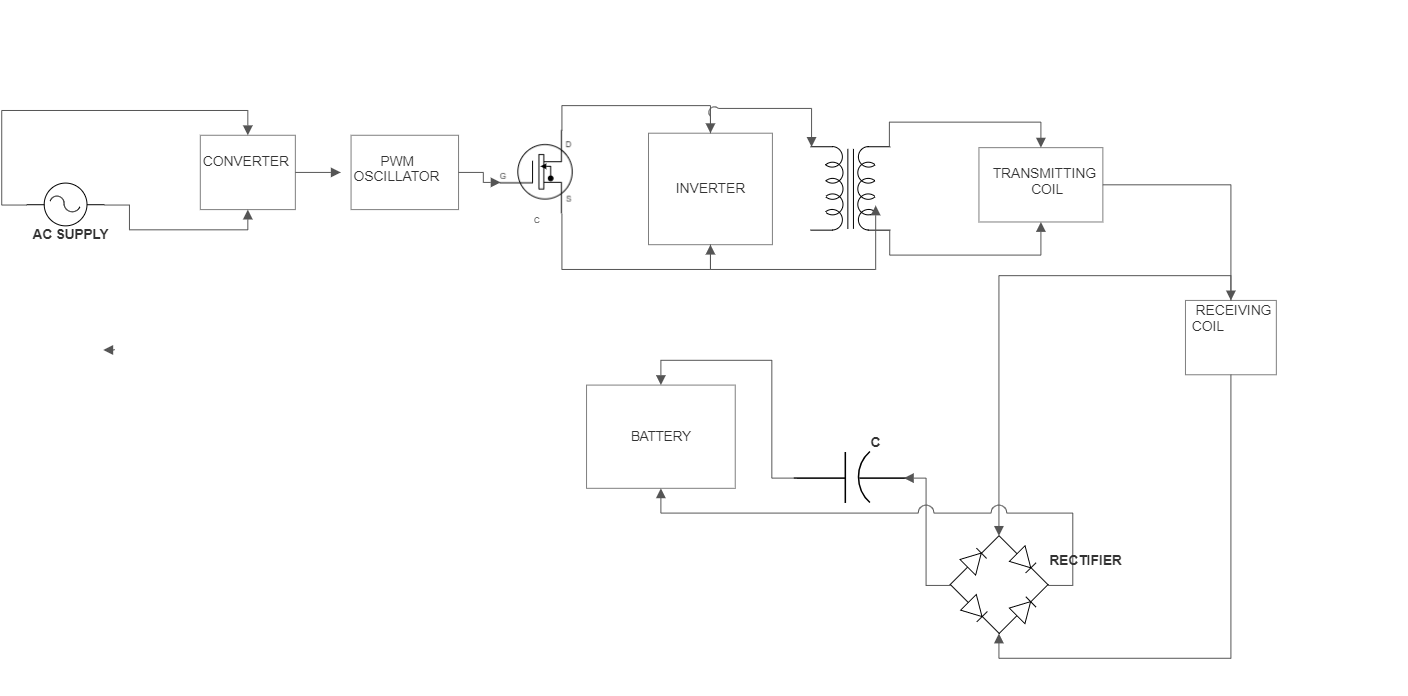 CONVERTER
AC SUPPLY
PWM
OSCILLATOR
G
D
S
C
INVERTER
TRANSMITTING
COIL
RECEIVING
COIL
BATTERY
C
RECTIFIER